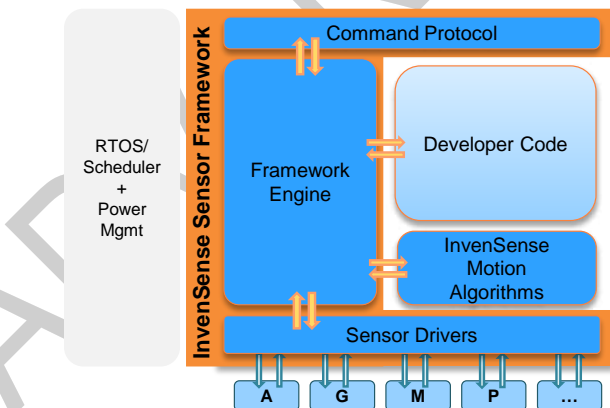 Command Protocol
RTOS/
Scheduler
+
Power
Mgmt
InvenSense Sensor Framework
Framework
Engine
Developer Code
InvenSense
Motion
Algorithms
Sensor Drivers
A
G
M
P
...